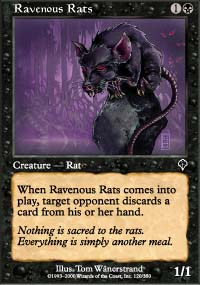 Ravenous Rats 1
Creature — Rat
When Ravenous Rats comes into
play, target opponent discards a
card from his or her hand.
Nothing is sacred to the rats.
Everything is simply another meal.
Illus. Tom Wänerstrand
©1993–2000 Wizards of the Coast, Inc. 120/350
1/1